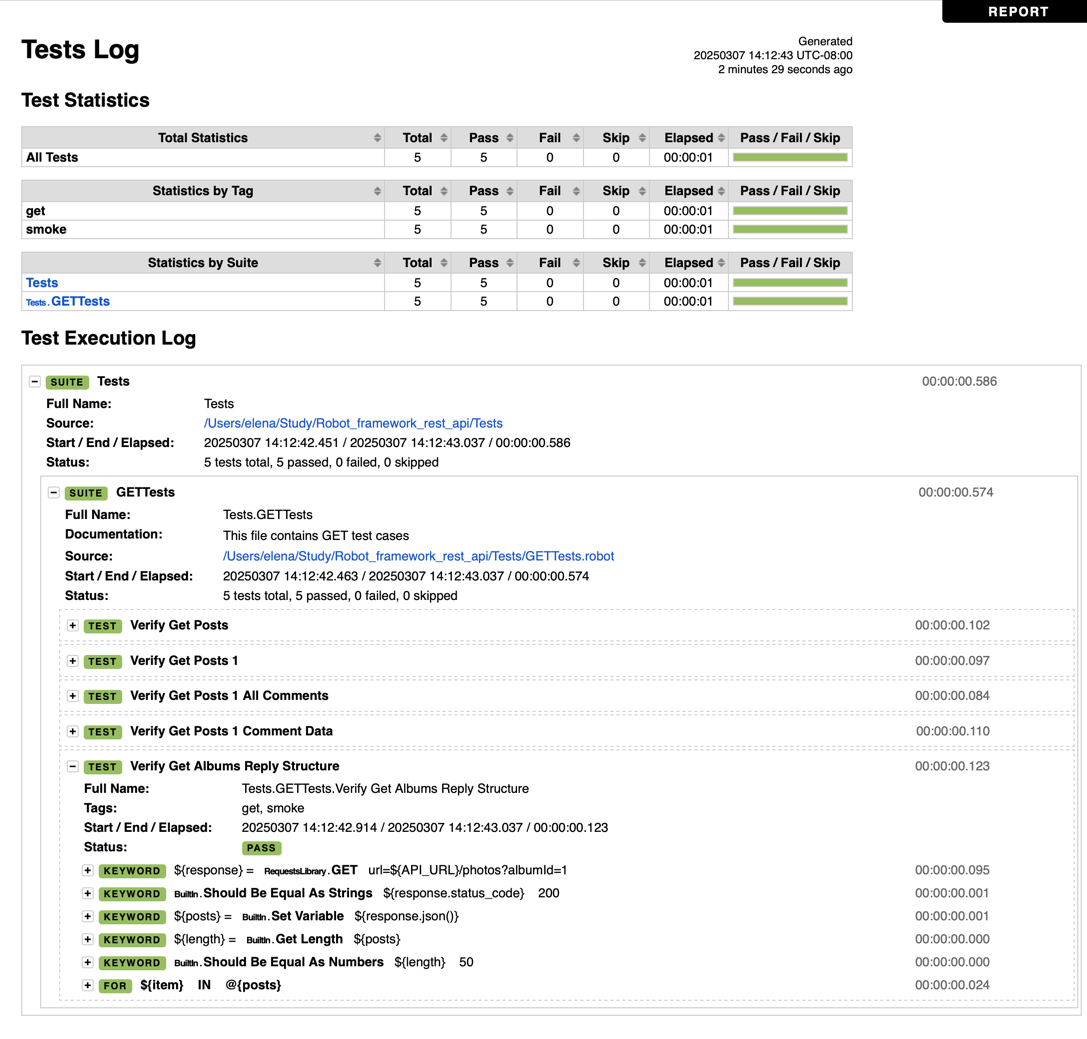 REPORT
Tests Log
Generated
20250307 14:12:43 UTC-08:00
2 minutes 29 seconds ago
Test Statistics
Total Statistics Total Pass Fail Skip Elapsed Pass / Fail / Skip
All Tests 5 5 0 0 00:00:01
Statistics by Tag Total Pass Fail Skip Elapsed Pass / Fail / Skip
get 5 5 0 0 00:00:01
smoke 5 5 0 0 00:00:01
Statistics by Suite Total Pass Fail Skip Elapsed Pass / Fail / Skip
Tests 5 5 0 0 00:00:01
Tests.GETTests 5 5 0 0 00:00:01
Test Execution Log
− SUITE Tests 00:00:00.586
Full Name: Tests
Source: /Users/elena/Study/Robot_framework_rest_api/Tests
Start / End / Elapsed: 20250307 14:12:42.451 / 20250307 14:12:43.037 / 00:00:00.586
Status: 5 tests total, 5 passed, 0 failed, 0 skipped
− SUITE GETTests 00:00:00.574
Full Name: Tests.GETTests
Documentation: This file contains GET test cases
Source: /Users/elena/Study/Robot_framework_rest_api/Tests/GETTests.robot
Start / End / Elapsed: 20250307 14:12:42.463 / 20250307 14:12:43.037 / 00:00:00.574
Status: 5 tests total, 5 passed, 0 failed, 0 skipped
+ TEST Verify Get Posts 00:00:00.102
+ TEST Verify Get Posts 1 00:00:00.097
+ TEST Verify Get Posts 1 All Comments 00:00:00.084
+ TEST Verify Get Posts 1 Comment Data 00:00:00.110
− TEST Verify Get Albums Reply Structure 00:00:00.123
Full Name: Tests.GETTests.Verify Get Albums Reply Structure
Tags: get, smoke
Start / End / Elapsed: 20250307 14:12:42.914 / 20250307 14:12:43.037 / 00:00:00.123
Status: PASS
+ KEYWORD ${response} = RequestsLibrary.GET url=${API_URL}/photos?albumId=1 00:00:00.095
+ KEYWORD BuiltIn.Should Be Equal As Strings ${response.status_code} 200 00:00:00.001
+ KEYWORD ${posts} = BuiltIn.Set Variable ${response.json()} 00:00:00.001
+ KEYWORD ${length} = BuiltIn.Get Length ${posts} 00:00:00.000
+ KEYWORD BuiltIn.Should Be Equal As Numbers ${length} 50 00:00:00.000
+ FOR ${item} IN @{posts} 00:00:00.024